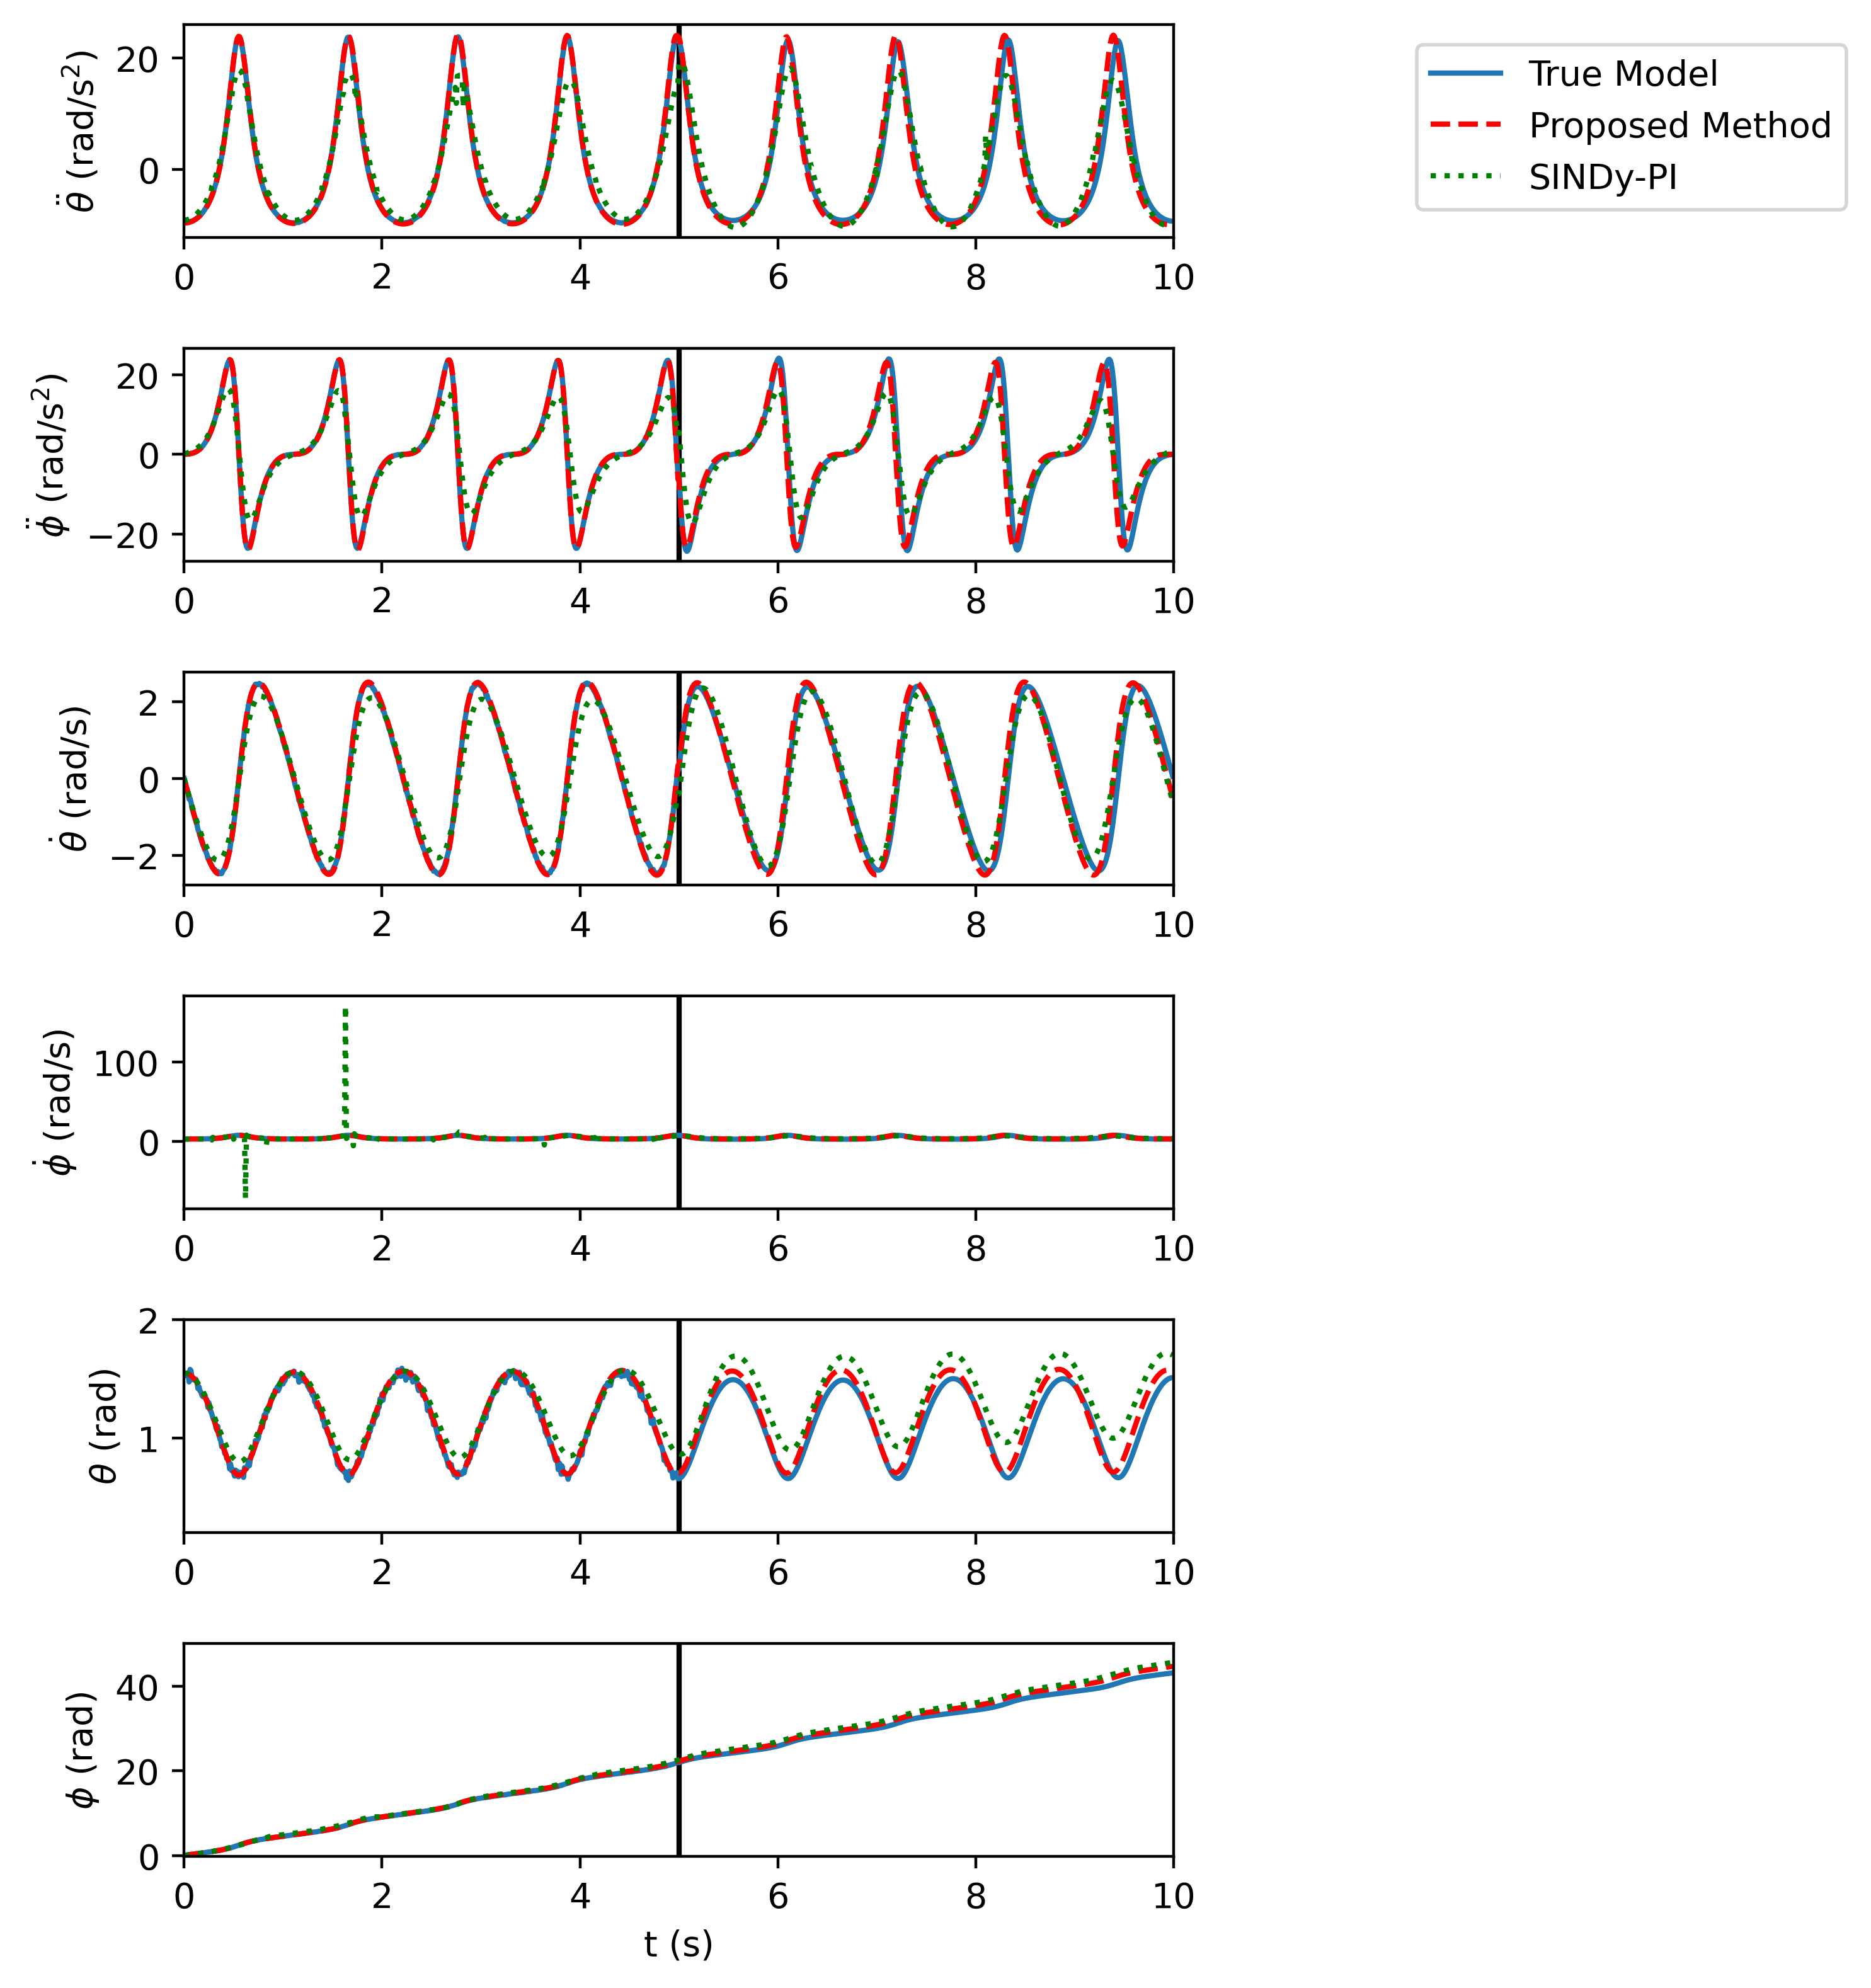 θ̈ (rad/s²)
20
0
0 2 4 6 8 10
True Model
Proposed Method
SINDy-PI
ϕ̈ (rad/s²)
20
0
−20
0 2 4 6 8 10
θ̇ (rad/s)
2
0
−2
0 2 4 6 8 10
ϕ̇ (rad/s)
100
0
0 2 4 6 8 10
θ (rad)
2
1
0 2 4 6 8 10
ϕ (rad)
40
20
0
0 2 4 6 8 10
t (s)